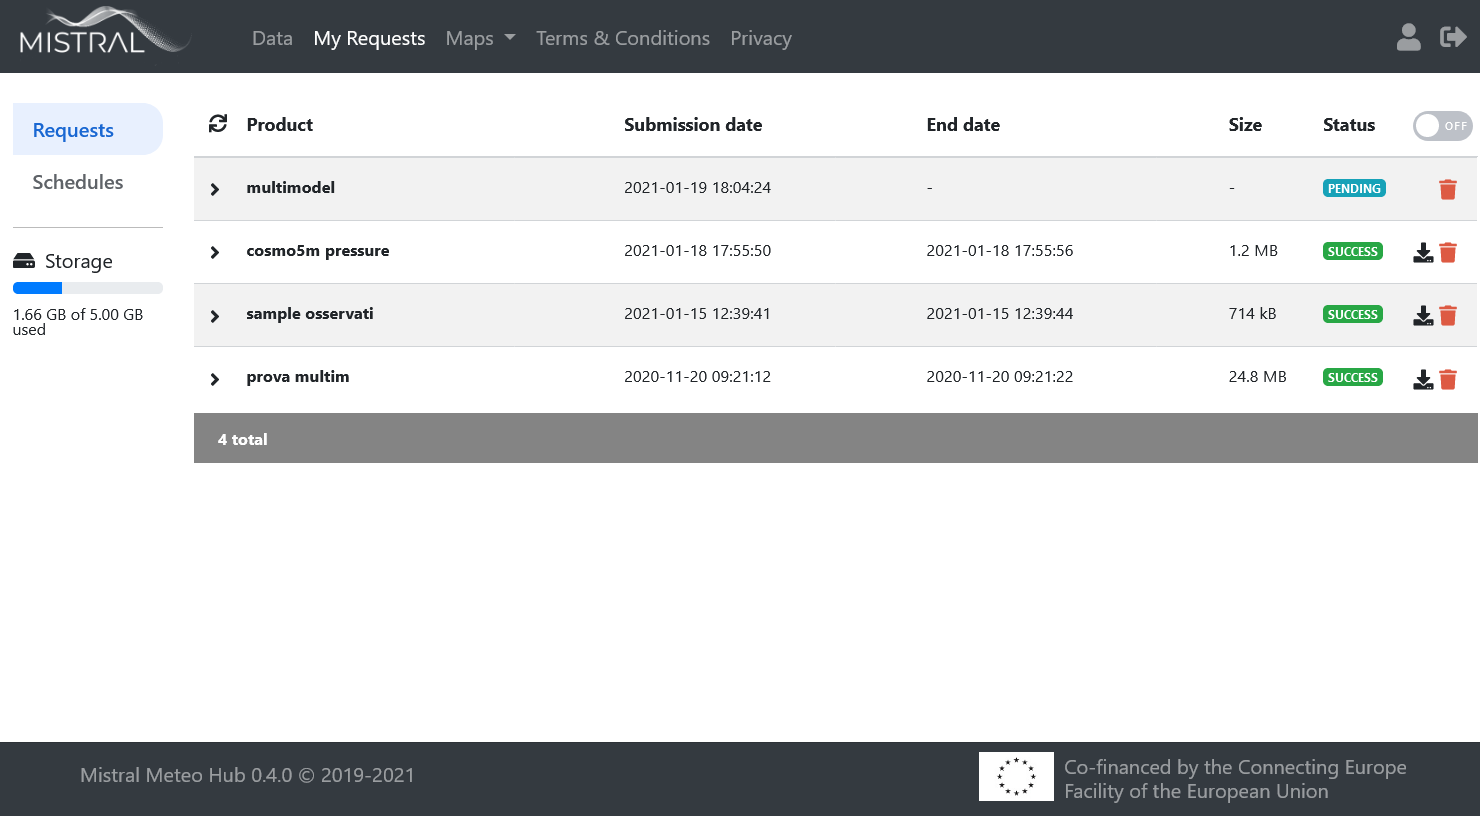 MISTRAL Data My Requests Maps Terms & Conditions Privacy
Requests
Schedules
Storage
1.66 GB of 5.00 GB
used
Product Submission date End date Size Status OFF
multimodel 2021-01-19 18:04:24 - - PENDING
cosmo5m pressure 2021-01-18 17:55:50 2021-01-18 17:55:56 1.2 MB SUCCESS
sample osservati 2021-01-15 12:39:41 2021-01-15 12:39:44 714 kB SUCCESS
prova multim 2020-11-20 09:21:12 2020-11-20 09:21:22 24.8 MB SUCCESS
4 total
Mistral Meteo Hub 0.4.0 © 2019-2021
Co-financed by the Connecting Europe
Facility of the European Union